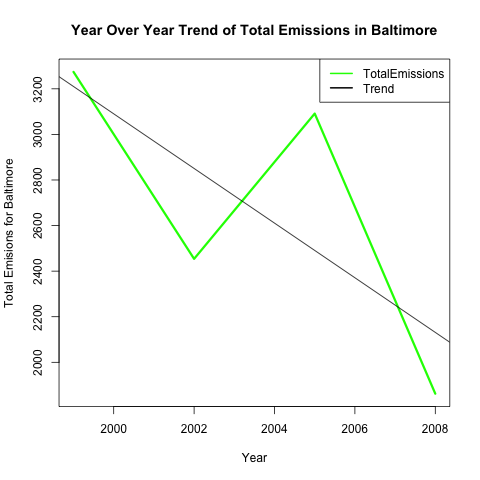 Year Over Year Trend of Total Emissions in Baltimore
TotalEmissions
Trend
Total Emisions for Baltimore
3200
3000
2800
2600
2400
2200
2000
2000 2002 2004 2006 2008
Year